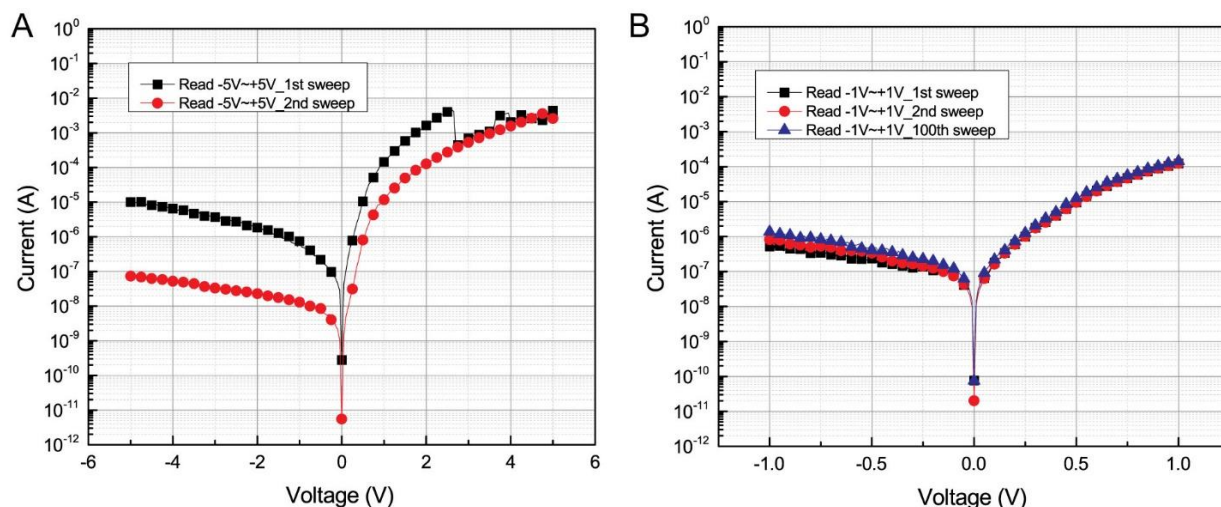 A
10⁰
10⁻¹
10⁻²
10⁻³
10⁻⁴
10⁻⁵
10⁻⁶
10⁻⁷
10⁻⁸
10⁻⁹
10⁻¹⁰
10⁻¹¹
10⁻¹²
Current (A)
Read -5V~+5V_1st sweep
Read -5V~+5V_2nd sweep
-6 -4 -2 0 2 4 6
Voltage (V)
B
10⁰
10⁻¹
10⁻²
10⁻³
10⁻⁴
10⁻⁵
10⁻⁶
10⁻⁷
10⁻⁸
10⁻⁹
10⁻¹⁰
10⁻¹¹
10⁻¹²
Current (A)
Read -1V~+1V_1st sweep
Read -1V~+1V_2nd sweep
Read -1V~+1V_100th sweep
-1.0 -0.5 0.0 0.5 1.0
Voltage (V)